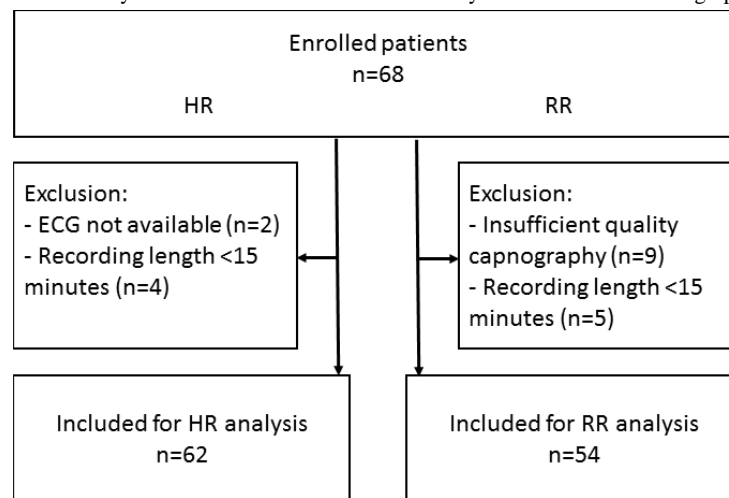 Enrolled patients
n=68
HR RR
Exclusion:
- ECG not available (n=2)
- Recording length <15
minutes (n=4)
Exclusion:
- Insufficient quality
capnography (n=9)
- Recording length <15
minutes (n=5)
Included for HR analysis
n=62
Included for RR analysis
n=54